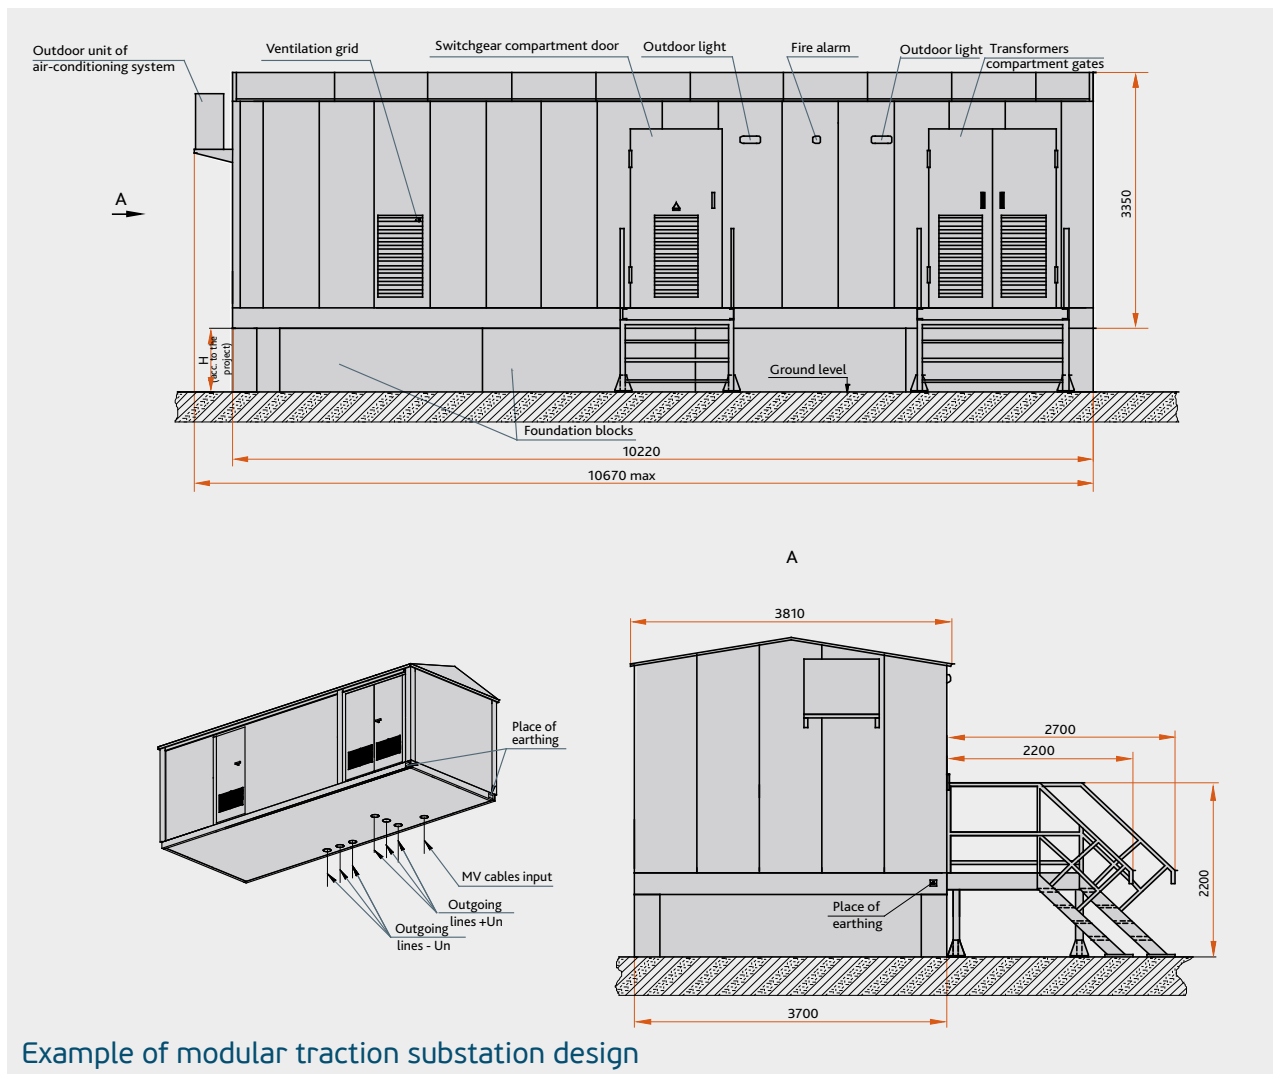 Outdoor unit of
air-conditioning system
Ventilation grid
Switchgear compartment door
Outdoor light
Fire alarm
Outdoor light
Transformers
compartment gates
A
3350
H
(acc. to the
project)
Ground level
Foundation blocks
10220
10670 max
A
3810
Place of
earthing
2700
2200
MV cables input
Outgoing
lines +Un
Outgoing
lines - Un
Place of
earthing
2200
3700
Example of modular traction substation design